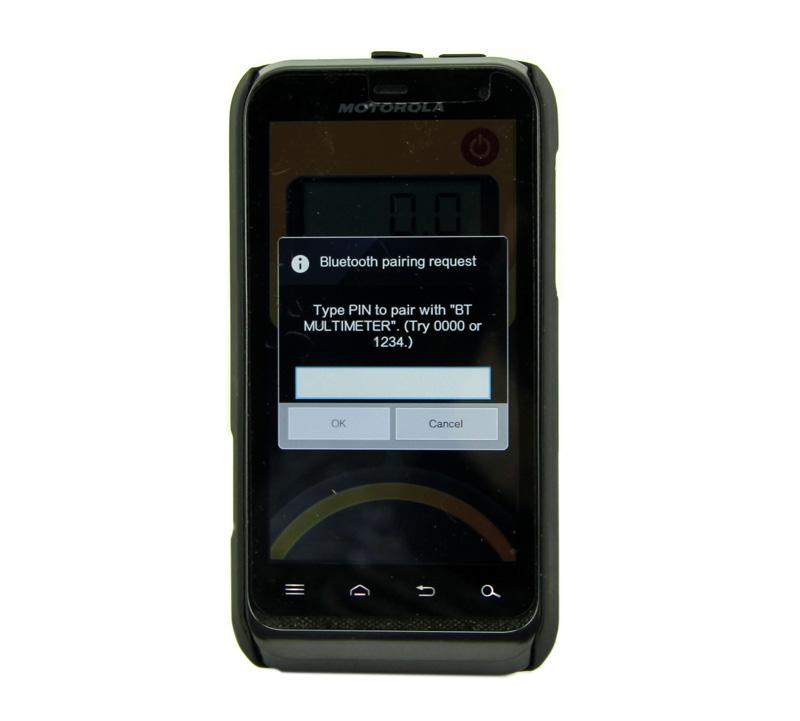 MOTOROLA
0.0
Bluetooth pairing request
Type PIN to pair with "BT
MULTIMETER". (Try 0000 or
1234.)
OK
Cancel